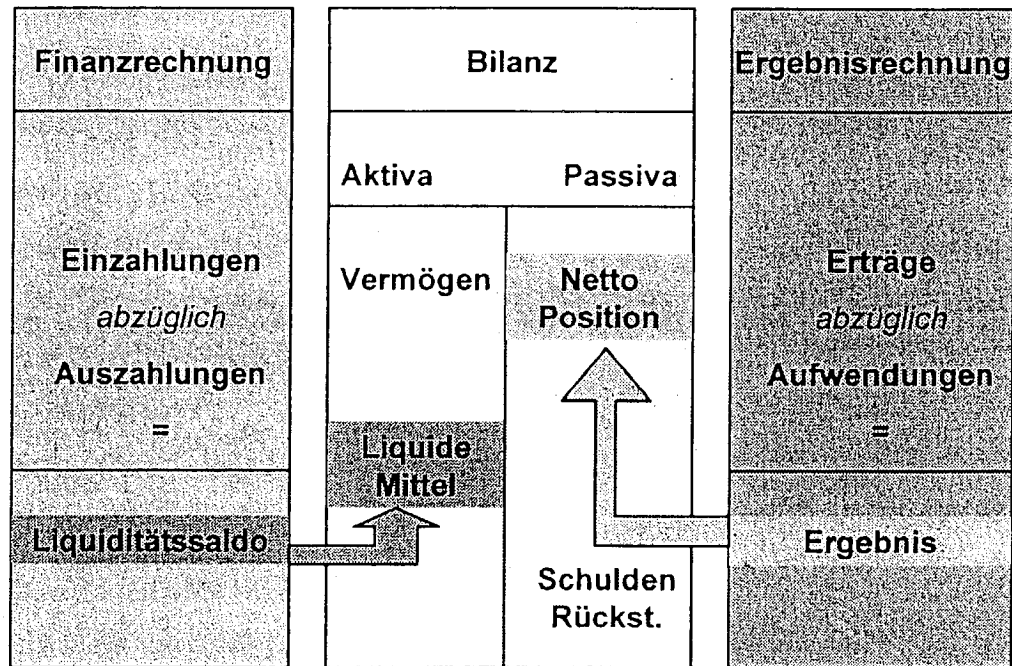 Finanzrechnung
Einzahlungen
abzüglich
Auszahlungen
=
Liquiditätssaldo
Bilanz
Aktiva Passiva
Vermögen
Liquide
Mittel
Netto
Position
Schulden
Rückst.
Ergebnisrechnung
Erträge
abzüglich
Aufwendungen
=
Ergebnis